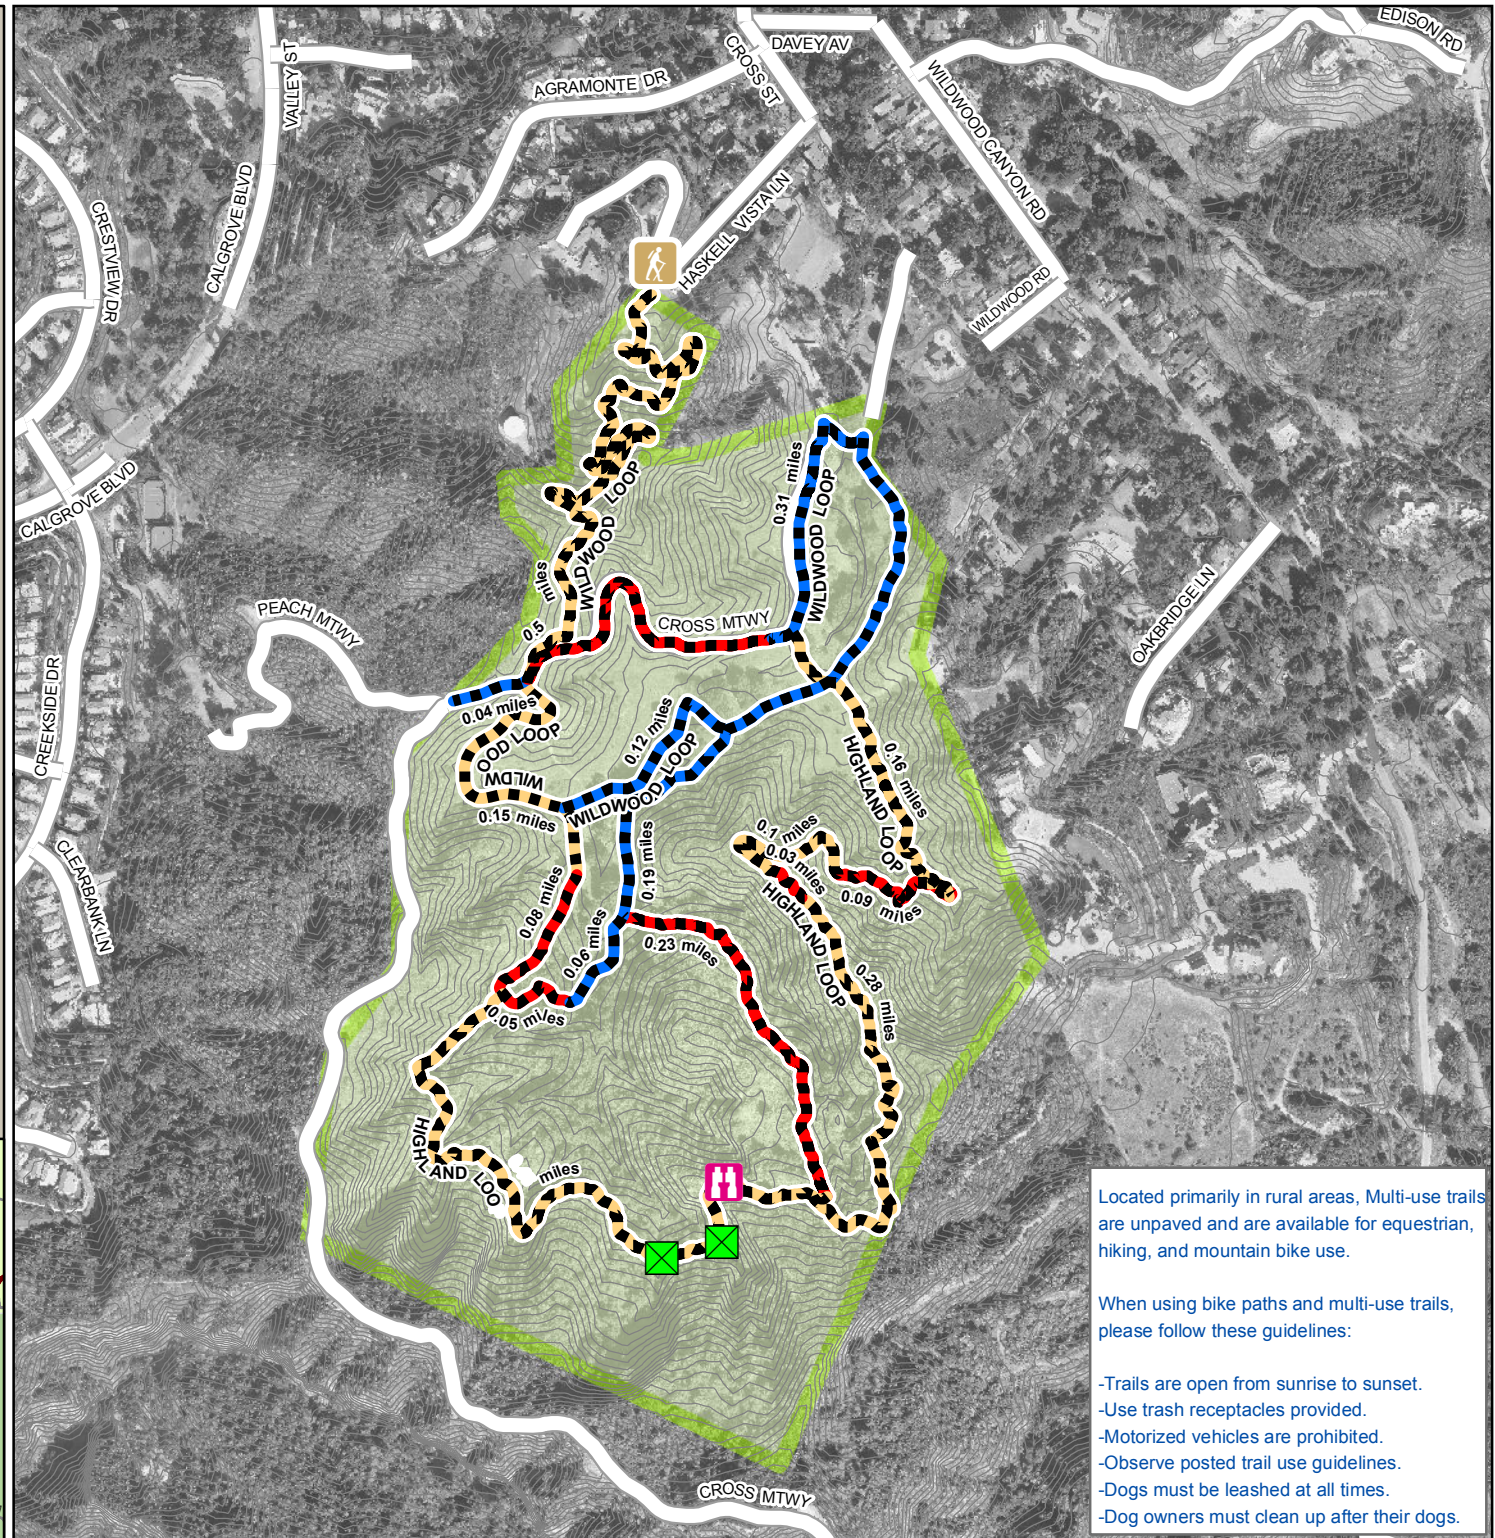 EDISON RD
DAVEY AV
CROSS ST
VALLEY ST
AGRAMONTE DR
WILDWOOD CANYON RD
CALGROVE BLVD
CRESTVIEW DR
HASKELL VISTA LN
WILDWOOD RD
CALGROVE BLVD
0.31 miles
WILDWOOD LOOP
WILDWOOD LOOP
miles
0.5
CROSS MTWY
PEACH MTWY
OAKBRIDGE LN
CREEKSIDE DR
0.04 miles
WILDW OOD LOOP
0.15 miles
0.12 miles
WILDWOOD LOOP
0.16 miles
HIGHLAND LOOP
0.1 miles
0.03 miles
0.09 miles
CLEARBANK LN
0.08 miles
0.19 miles
0.06 miles
0.23 miles
HIGHLAND LOOP
0.28 miles
0.05 miles
HIGHLAND LOO
miles
Located primarily in rural areas, Multi-use trails
are unpaved and are available for equestrian,
hiking, and mountain bike use.
When using bike paths and multi-use trails,
please follow these guidelines:
-Trails are open from sunrise to sunset.
-Use trash receptacles provided.
-Motorized vehicles are prohibited.
-Observe posted trail use guidelines.
-Dogs must be leashed at all times.
-Dog owners must clean up after their dogs.
CROSS MTWY